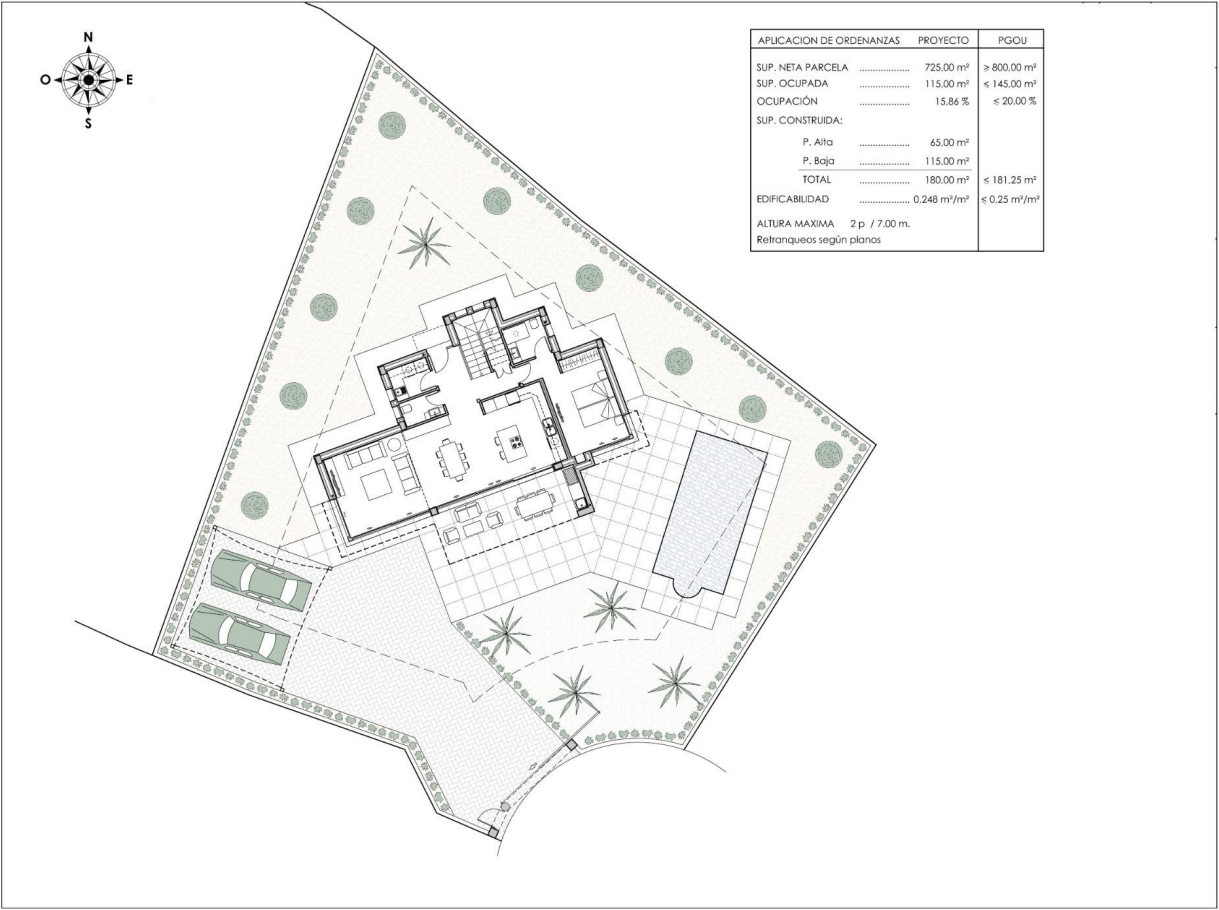 N
O E
S
APLICACION DE ORDENANZAS PROYECTO PGOU
SUP. NETA PARCELA ................... 725,00 m² ≥ 800,00 m²
SUP. OCUPADA ................... 115,00 m² ≤ 145,00 m²
OCUPACIÓN ................... 15.86 % ≤ 20.00 %
SUP. CONSTRUIDA:
P. Alta ................... 65,00 m²
P. Baja ................... 115,00 m²
TOTAL ................... 180,00 m² ≤ 181.25 m²
EDIFICABILIDAD ................... 0,248 m²/m² ≤ 0,25 m²/m²
ALTURA MAXIMA 2 p / 7.00 m.
Retranqueos según planos